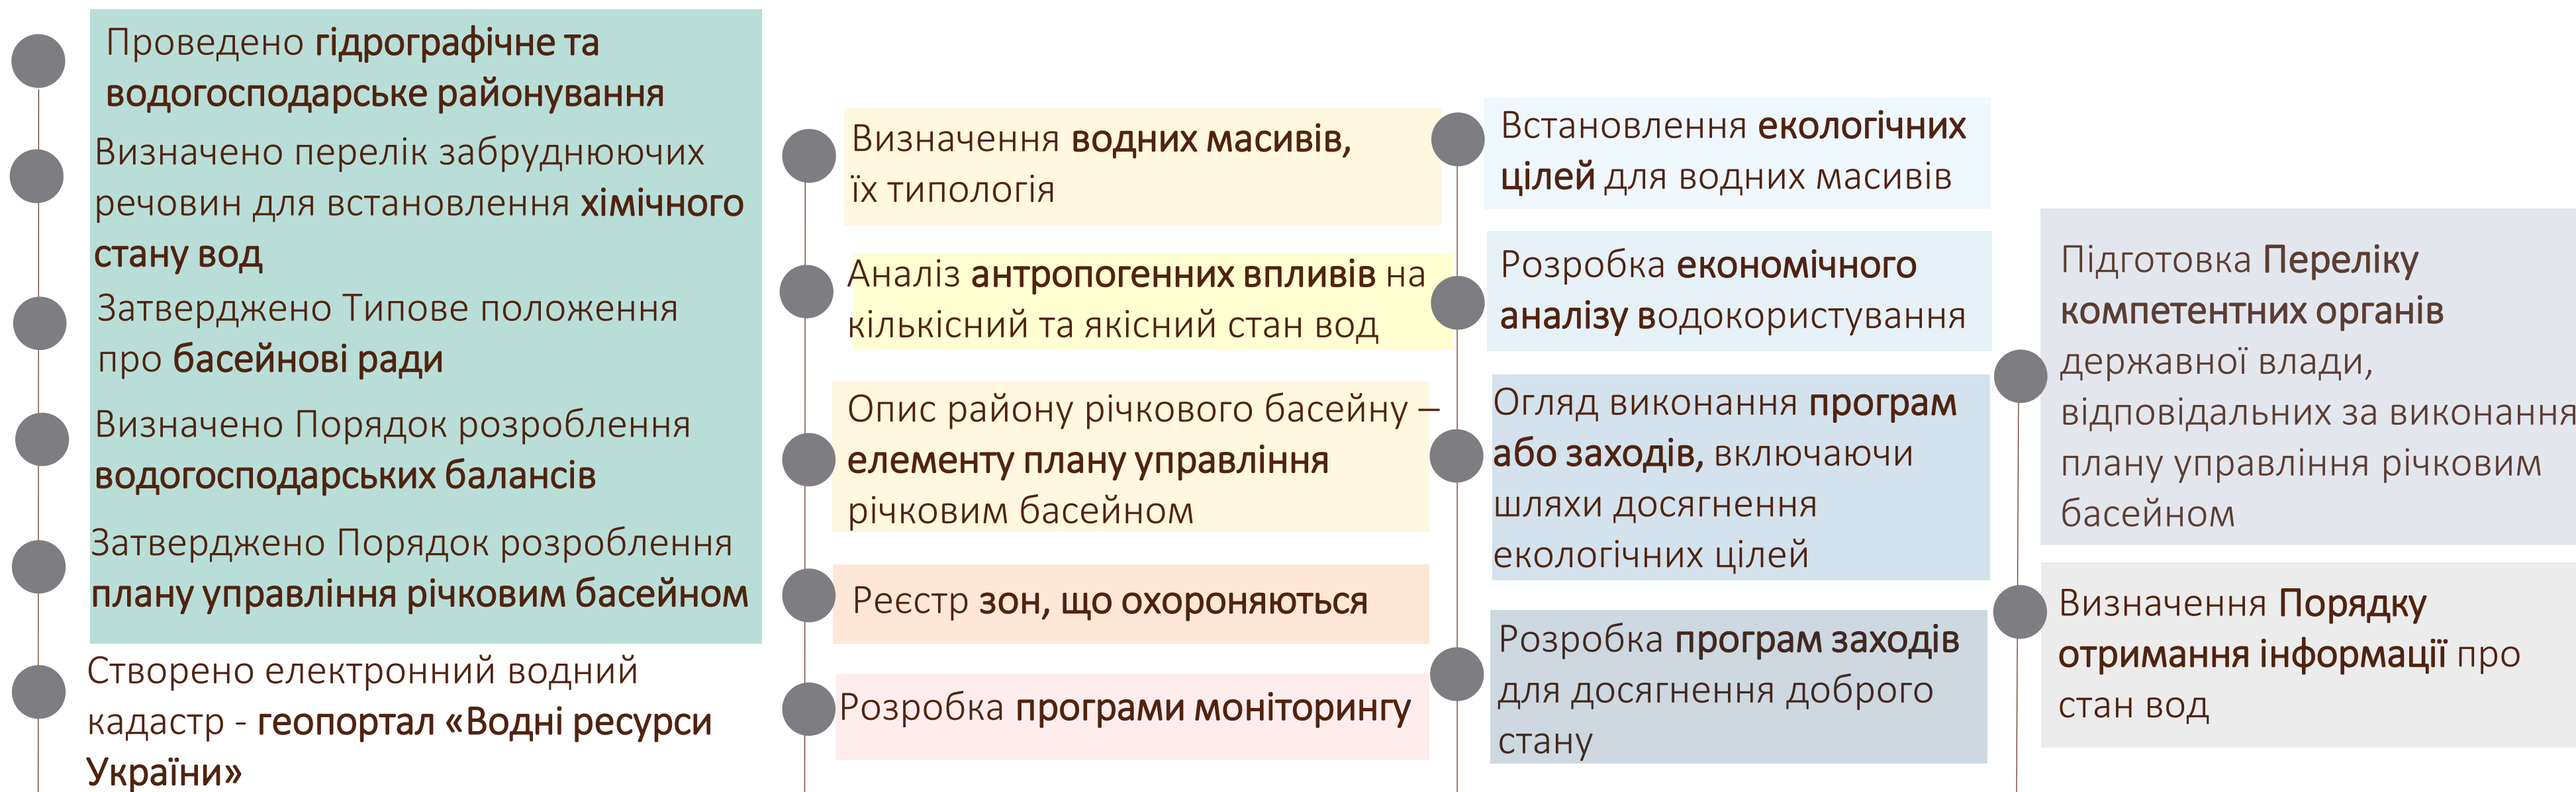 Проведено гідрографічне та
водогосподарське районування
Визначено перелік забруднюючих
речовин для встановлення хімічного
стану вод
Затверджено Типове положення
про басейнові ради
Визначено Порядок розроблення
водогосподарських балансів
Затверджено Порядок розроблення
плану управління річковим басейном
Створено електронний водний
кадастр - геопортал «Водні ресурси
України»
Визначення водних масивів,
їх типологія
Аналіз антропогенних впливів на
кількісний та якісний стан вод
Опис району річкового басейну –
елементу плану управління
річковим басейном
Реєстр зон, що охороняються
Розробка програми моніторингу
Встановлення екологічних
цілей для водних масивів
Розробка економічного
аналізу водокористування
Огляд виконання програм
або заходів, включаючи
шляхи досягнення
екологічних цілей
Розробка програм заходів
для досягнення доброго
стану
Підготовка Переліку
компетентних органів
державної влади,
відповідальних за виконання
плану управління річковим
басейном
Визначення Порядку
отримання інформації про
стан вод